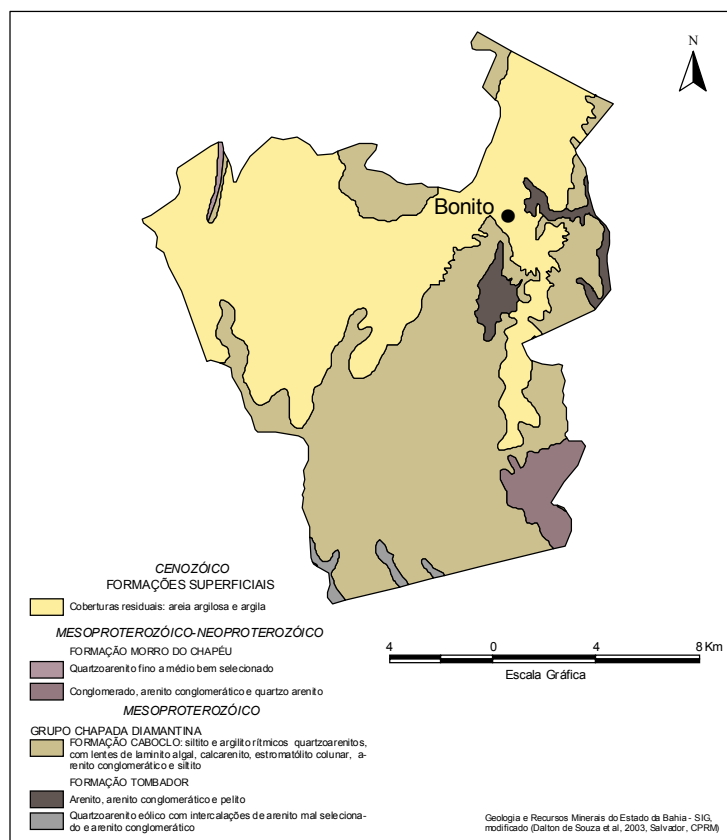 N
Bonito
CENOZÓICO
FORMAÇÕES SUPERFICIAIS
Coberturas residuais: areia argilosa e argila
MESOPROTEROZÓICO-NEOPROTEROZÓICO
FORMAÇÃO MORRO DO CHAPÉU
Quartzoarenito fino a médio bem selecionado
Conglomerado, arenito conglomerático e quartzo arenito
MESOPROTEROZÓICO
GRUPO CHAPADA DIAMANTINA
FORMAÇÃO CABOCLO: siltito e argilito rítmicos quartzoarenitos,
com lentes de laminito algal, calcarenito, estromatólito colunar, a-
renito conglomerático e siltito
FORMAÇÃO TOMBADOR
Arenito, arenito conglomerático e pelito
Quartzoarenito eólico com intercalações de arenito mal seleciona-
do e arenito conglomerático
4 0 4 8 Km
Escala Gráfica
Geologia e Recursos Minerais do Estado da Bahia - SIG,
modificado (Dalton de Souza et al, 2003, Salvador, CPRM)